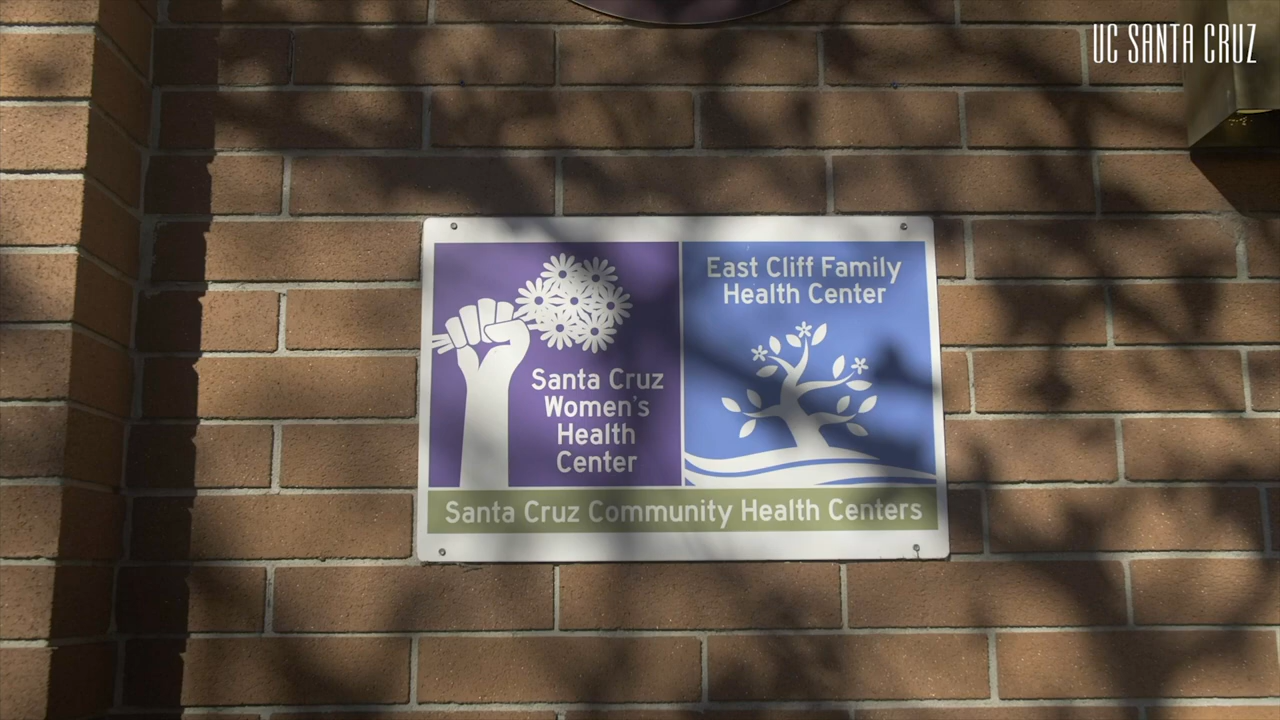 UC SANTA CRUZ
East Cliff Family
Health Center
Santa Cruz
Women's
Health
Center
Santa Cruz Community Health Centers